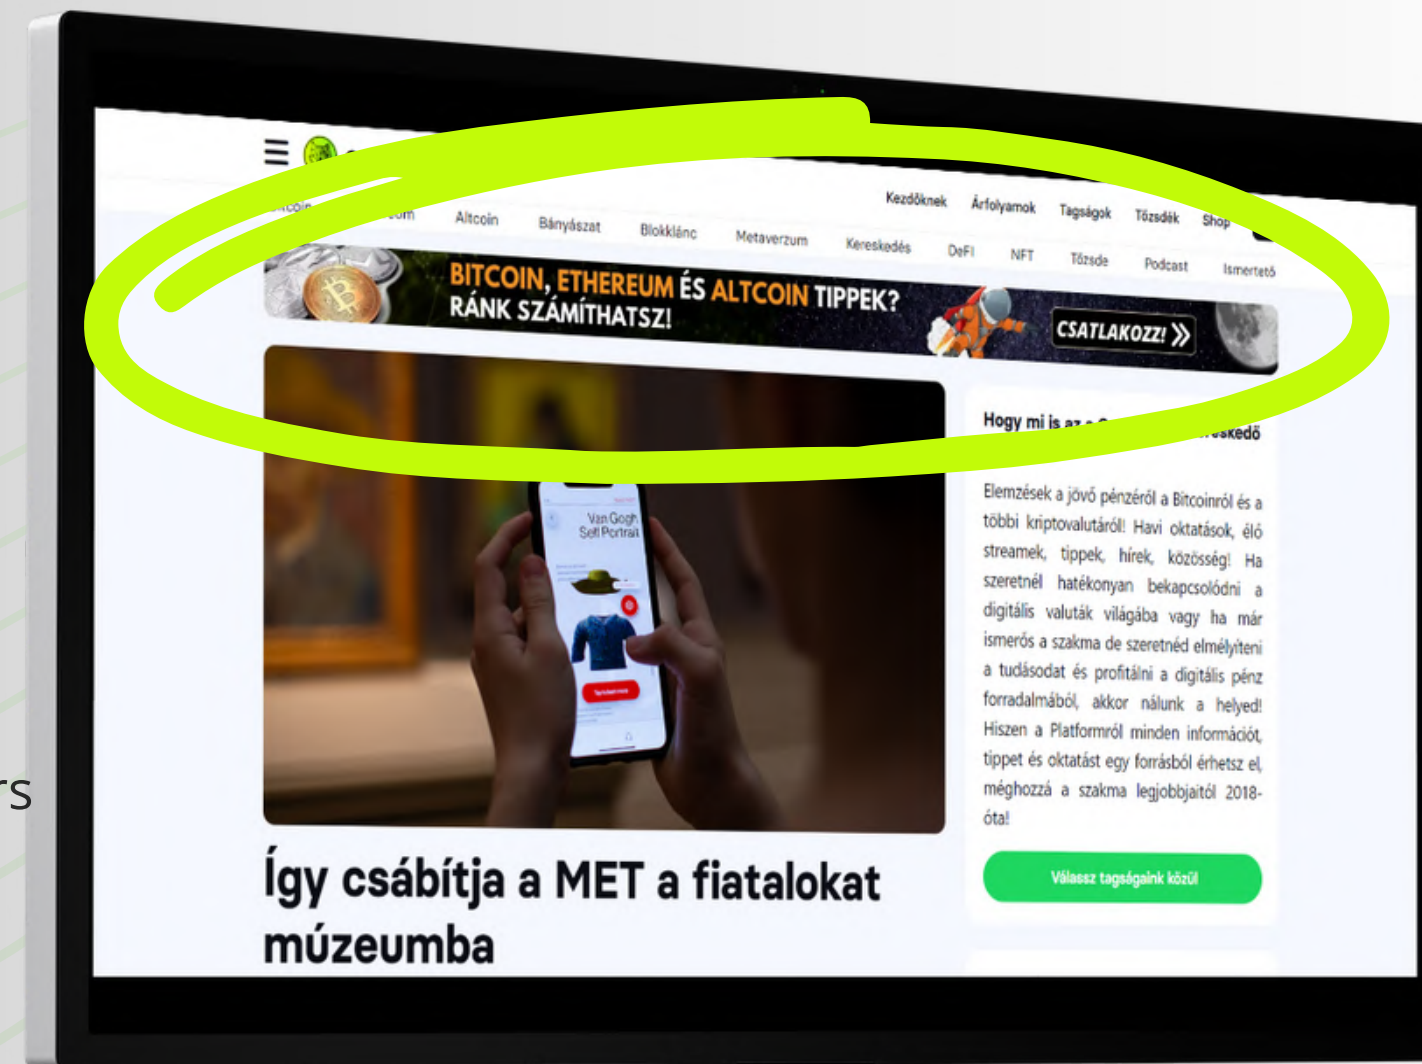 Kezdőknek Árfolyamok Tagságok Tőzsdék Shop
Altcoin Bányászat Blokklánc Metaverzum Kereskedés DeFi NFT Tőzsde Podcast Ismertető
BITCOIN, ETHEREUM ÉS ALTCOIN TIPPEK?
RÁNK SZÁMÍTHATSZ!
CSATLAKOZZ!
Hogy mi is az a
Van Gogh
Self Portrait
Elemzések a jövő pénzéről a Bitcoinról és a
többi kriptovalutáról! Havi oktatások, élő
streamek, tippek, hírek, közösség! Ha
szeretnél hatékonyan bekapcsolódni a
digitális valuták világába vagy ha már
ismerős a szakma de szeretnéd elmélyíteni
a tudásodat és profitálni a digitális pénz
forradalmából, akkor nálunk a helyed!
Hiszen a Platformról minden információt,
tippet és oktatást egy forrásból érhetsz el,
méghozzá a szakma legjobbjaitól 2018-
óta!
Válassz tagságaink közül
Így csábítja a MET a fiatalokat
múzeumba